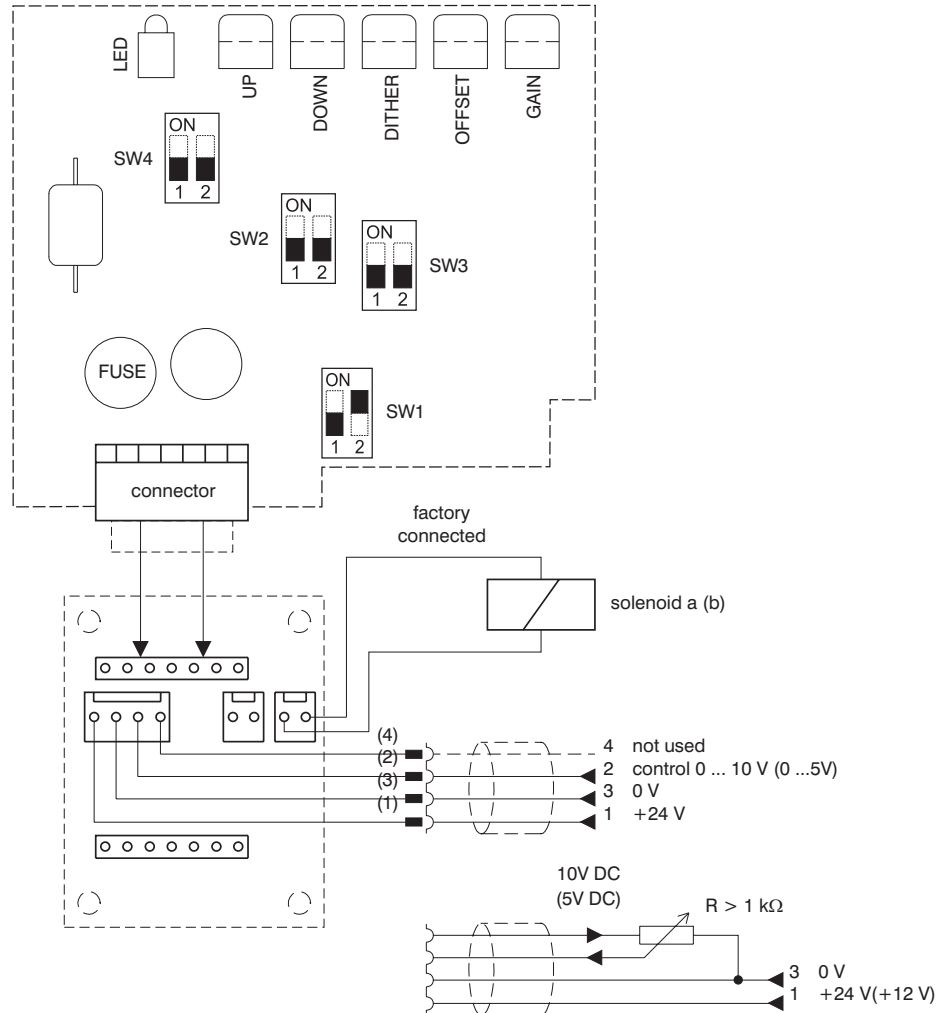 LED
UP
DOWN
DITHER
OFFSET
GAIN
ON
SW4
1 2
ON
SW2
1 2
ON
SW3
1 2
FUSE
ON
SW1
1 2
connector
factory
connected
solenoid a (b)
(4)
4 not used
(2)
2 control 0 ... 10 V (0 ...5V)
(3)
3 0 V
(1)
1 +24 V
10V DC
(5V DC)
R > 1 kΩ
3 0 V
1 +24 V(+12 V)